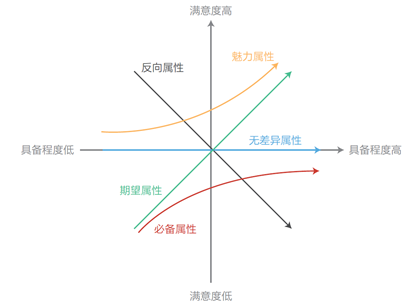 满意度高
魅力属性
反向属性
无差异属性
具备程度低
具备程度高
期望属性
必备属性
满意度低